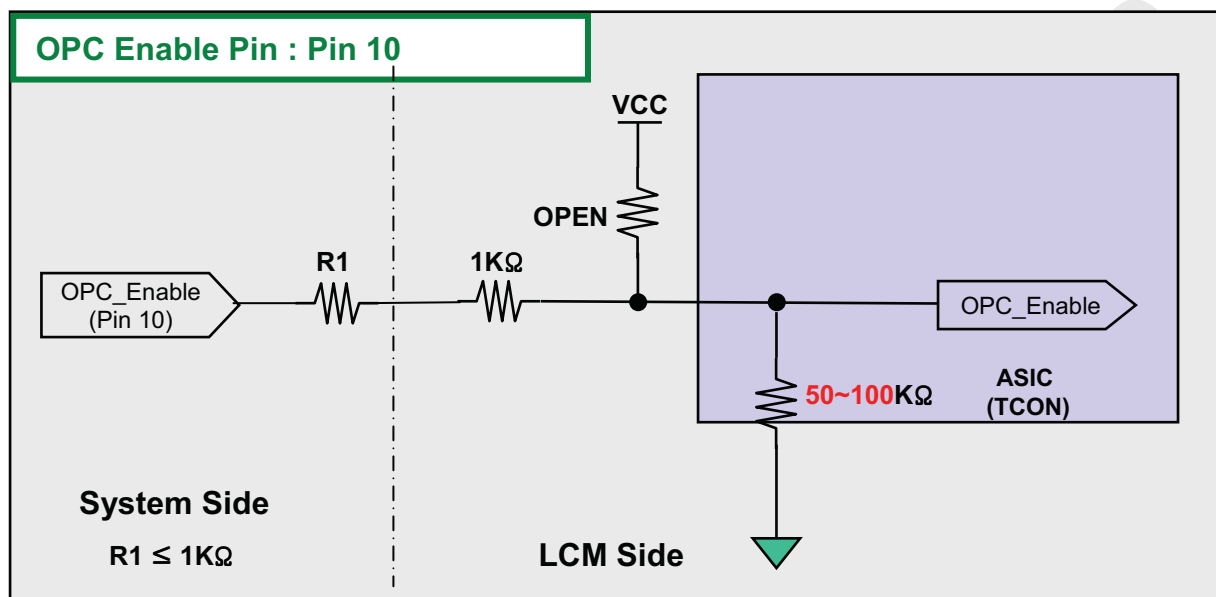 OPC Enable Pin : Pin 10
VCC
OPEN
R1
1KΩ
OPC_Enable
(Pin 10)
OPC_Enable
50~100KΩ
ASIC
(TCON)
System Side
R1 ≤ 1KΩ
LCM Side